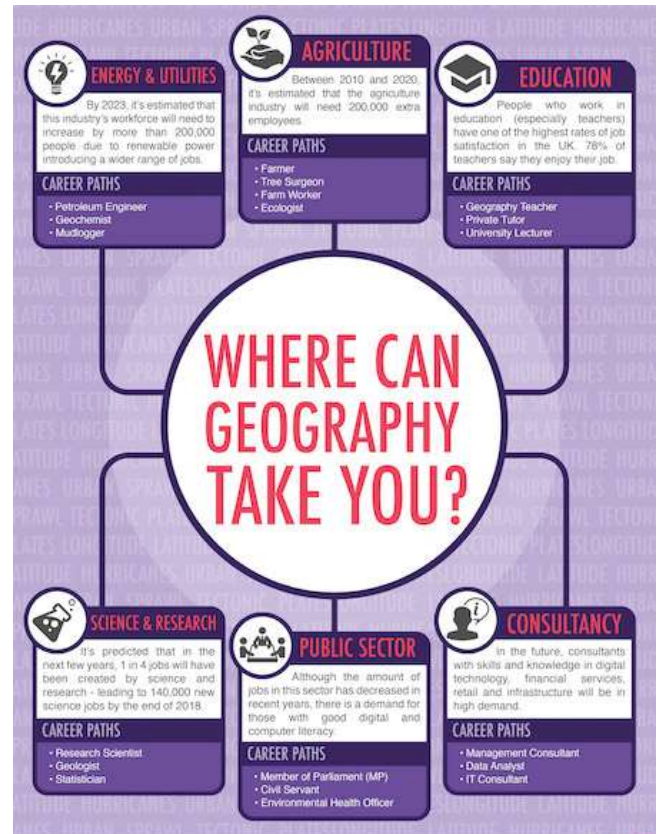 ENERGY & UTILITIES
By 2023, it's estimated that
this industry's workforce will need to
increase by more than 200,000
people due to renewable power
introducing a wider range of jobs.
CAREER PATHS
• Petroleum Engineer
• Geochemist
• Mudlogger
AGRICULTURE
Between 2010 and 2020,
it's estimated that the agriculture
industry will need 200,000 extra
employees.
CAREER PATHS
• Farmer
• Tree Surgeon
• Farm Worker
• Ecologist
EDUCATION
People who work in
education (especially teachers)
have one of the highest rates of job
satisfaction in the UK. 78% of
teachers say they enjoy their job.
CAREER PATHS
• Geography Teacher
• Private Tutor
• University Lecturer
WHERE CAN
GEOGRAPHY
TAKE YOU?
SCIENCE & RESEARCH
It's predicted that in the
next few years, 1 in 4 jobs will have
been created by science and
research - leading to 140,000 new
science jobs by the end of 2018.
CAREER PATHS
• Research Scientist
• Geologist
• Statistician
PUBLIC SECTOR
Although the amount of
jobs in this sector has decreased in
recent years, there is a demand for
those with good digital and
computer literacy.
CAREER PATHS
• Member of Parliament (MP)
• Civil Servant
• Environmental Health Officer
CONSULTANCY
In the future, consultants
with skills and knowledge in digital
technology, financial services,
retail and infrastructure will be in
high demand.
CAREER PATHS
• Management Consultant
• Data Analyst
• IT Consultant